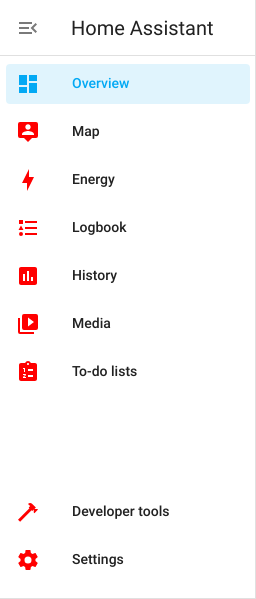 Home Assistant
Overview
Map
Energy
Logbook
History
Media
To-do lists
Developer tools
Settings